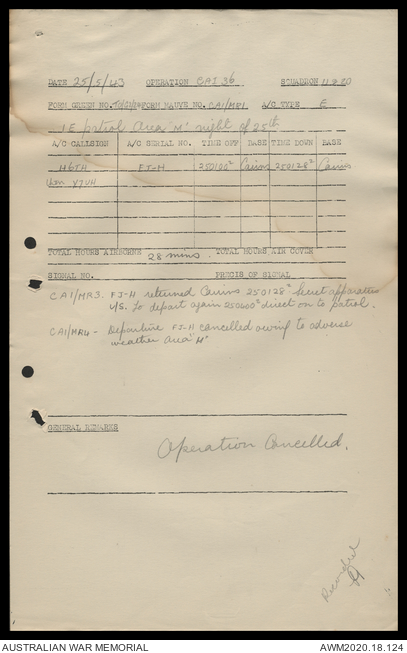 DATE 25/5/43 OPERATION CAI 36 SQUADRON 11 & 20
FORM GREEN NO. FORM MAUVE NO. CAI/MP1 A/C TYPE E
1E patrol area "M" night of 25th
A/C CALLSIGN A/C SERIAL NO. TIME OFF BASE TIME DOWN BASE
H6TH FJ-H 250100Z Cairns 250128Z Cairns
V7UH
TOTAL HOURS AIRBORNE 28 mins. TOTAL HOURS AIR COVER
SIGNAL NO. PRECIS OF SIGNAL
CAI/MR3. FJ-H returned Cairns 250128Z Secret apparatus
U/S. To depart again 250600Z direct on to patrol.
CAI/MR4 - Departure FJ-H cancelled owing to adverse
weather area "M"
GENERAL REMARKS
Operation Cancelled.
AUSTRALIAN WAR MEMORIAL AWM2020.18.124